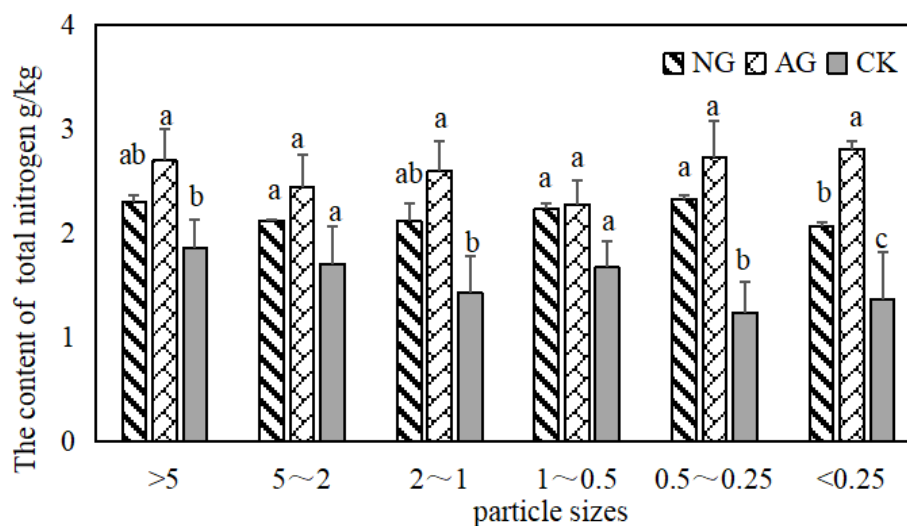 The content of total nitrogen g/kg
4
3
2
1
0
NG AG CK
ab a b
a a a
ab a b
a a a
a a b
b a c
>5 5～2 2～1 1～0.5 0.5～0.25 <0.25
particle sizes